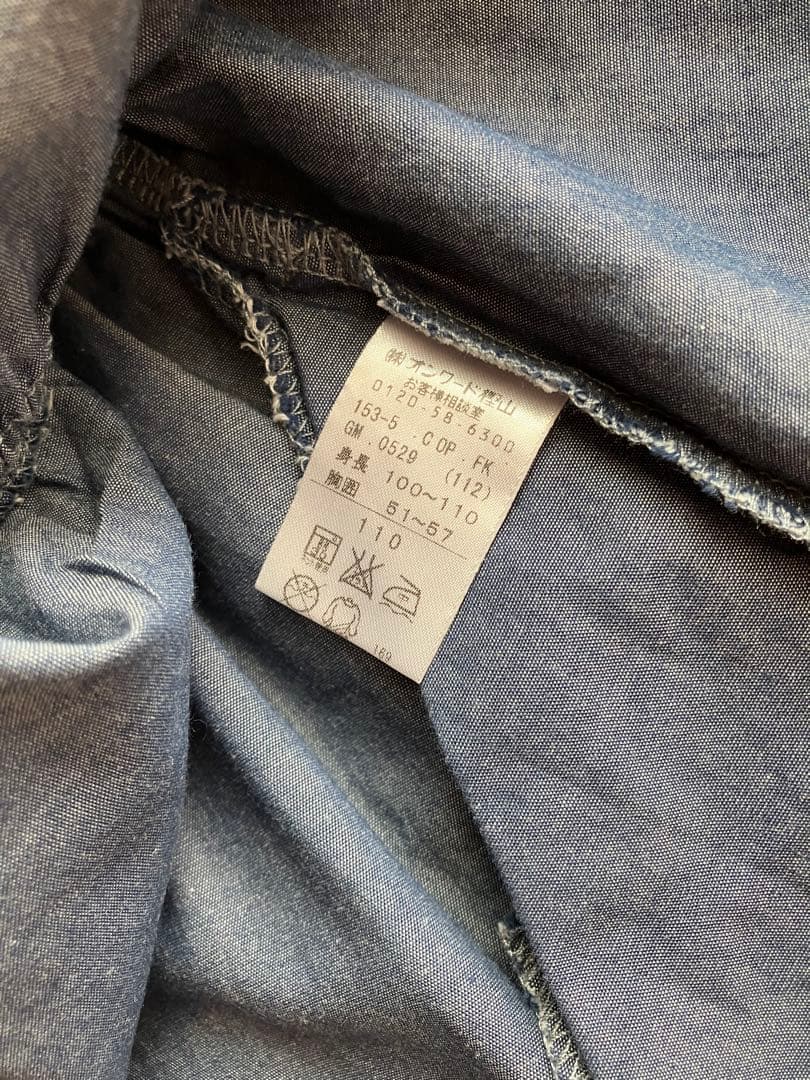 ㈱オンワード樫山
お客様相談室
0120-58-6300
153-5 .COP .FK.
GM .0529 (112)
身長 100〜110
胸囲 51〜57
110
169